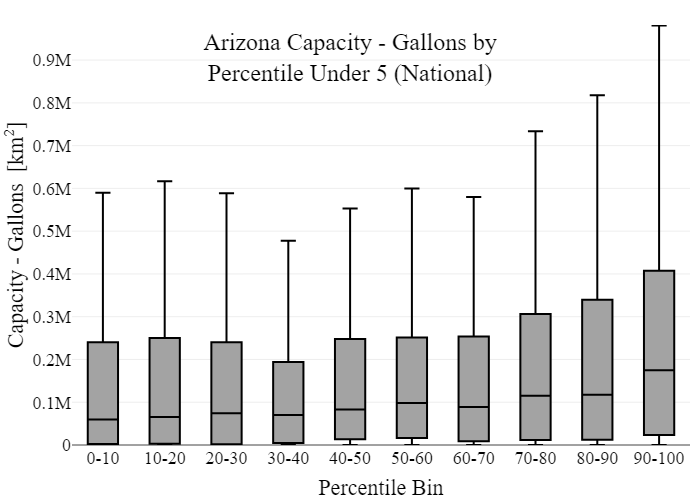 Arizona Capacity - Gallons by
Percentile Under 5 (National)
Capacity - Gallons [km²]
0.9M
0.8M
0.7M
0.6M
0.5M
0.4M
0.3M
0.2M
0.1M
0
0-10 10-20 20-30 30-40 40-50 50-60 60-70 70-80 80-90 90-100
Percentile Bin